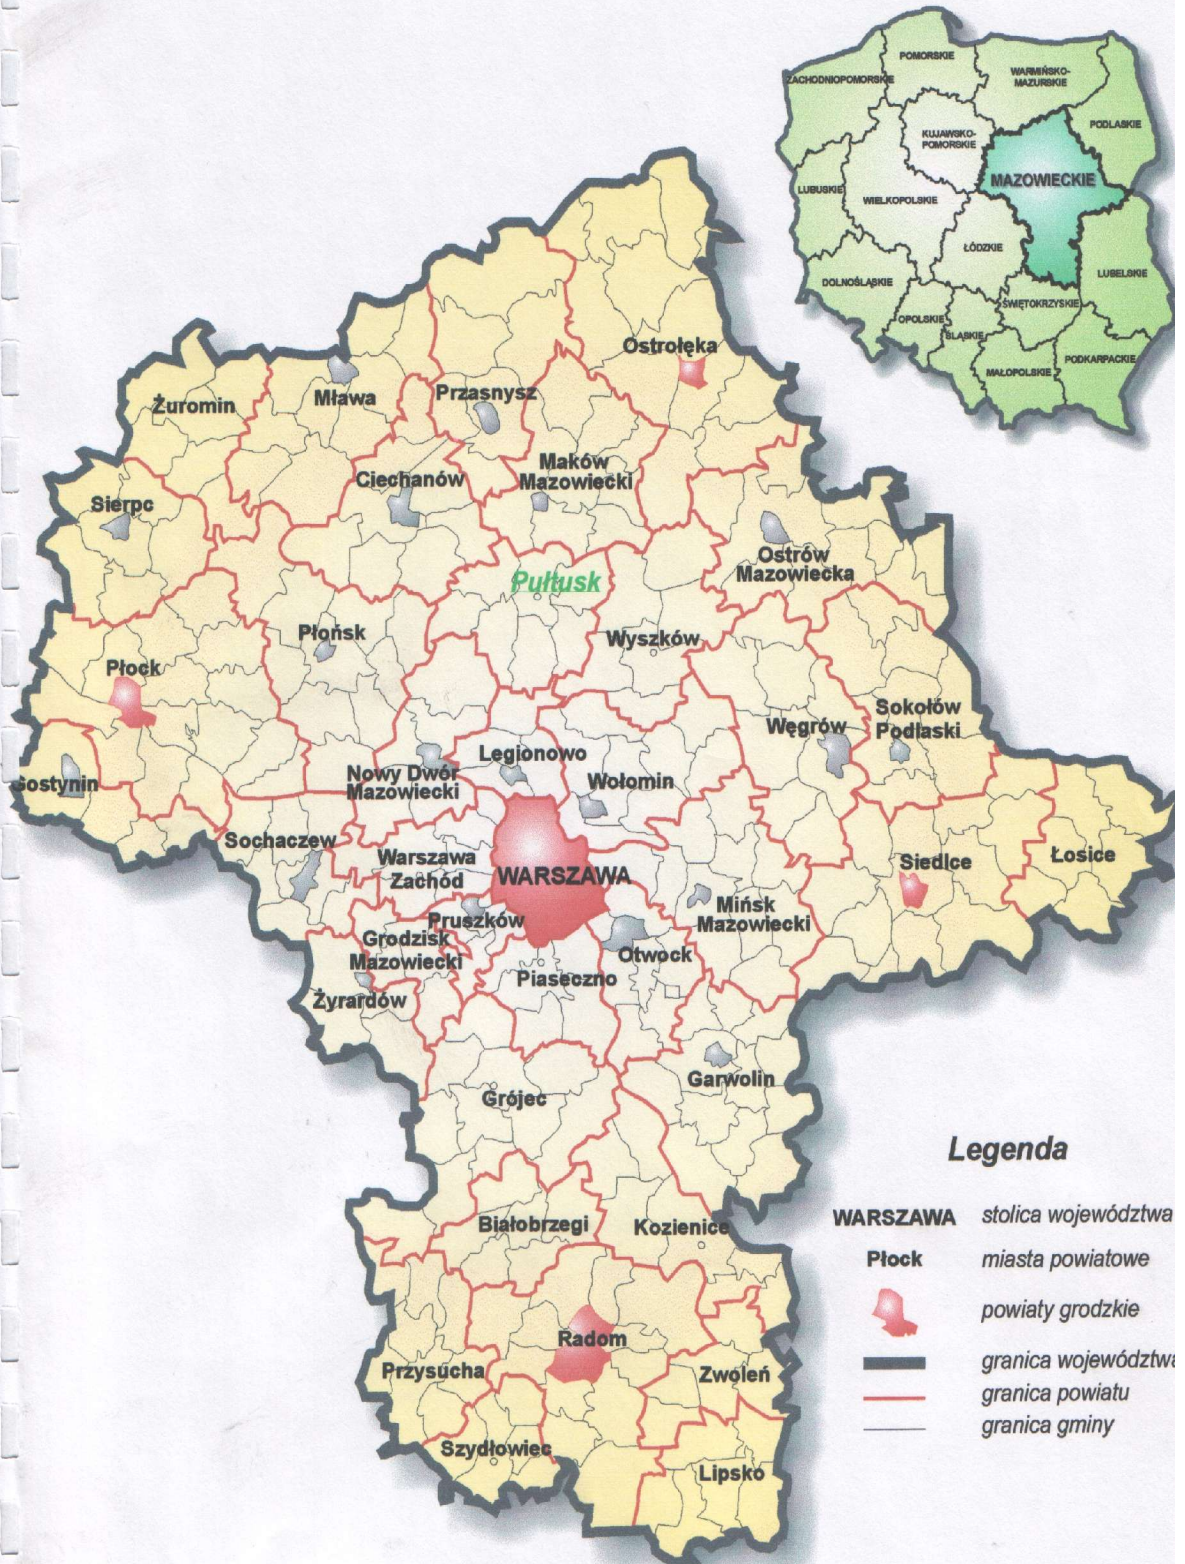 POMORSKIE
ZACHODNIOPOMORSKIE
WARMIŃSKO-
MAZURSKIE
PODLASKIE
KUJAWSKO-
POMORSKIE
MAZOWIECKIE
LUBUSKIE
WIELKOPOLSKIE
ŁÓDZKIE
LUBELSKIE
DOLNOŚLĄSKIE
ŚWIĘTOKRZYSKIE
OPOLSKIE
ŚLĄSKIE
PODKARPACKIE
MAŁOPOLSKIE
Ostrołęka
Przasnysz
Mława
Żuromin
Maków
Mazowiecki
Ciechanów
Sierpc
Ostrów
Mazowiecka
Pułtusk
Płońsk
Wyszków
Płock
Sokołów
Podlaski
Węgrów
Legionowo
Nowy Dwór
Mazowiecki
Wołomin
Gostynin
Sochaczew
Warszawa
Zachód
WARSZAWA
Siedlce
Łosice
Mińsk
Mazowiecki
Pruszków
Grodzisk
Mazowiecki
Otwock
Piaseczno
Żyrardów
Garwolin
Grójec
Białobrzegi
Kozienice
Radom
Przysucha
Zwoleń
Szydłowiec
Lipsko
Legenda
WARSZAWA stolica województwa
Płock miasta powiatowe
powiaty grodzkie
granica województwa
granica powiatu
granica gminy